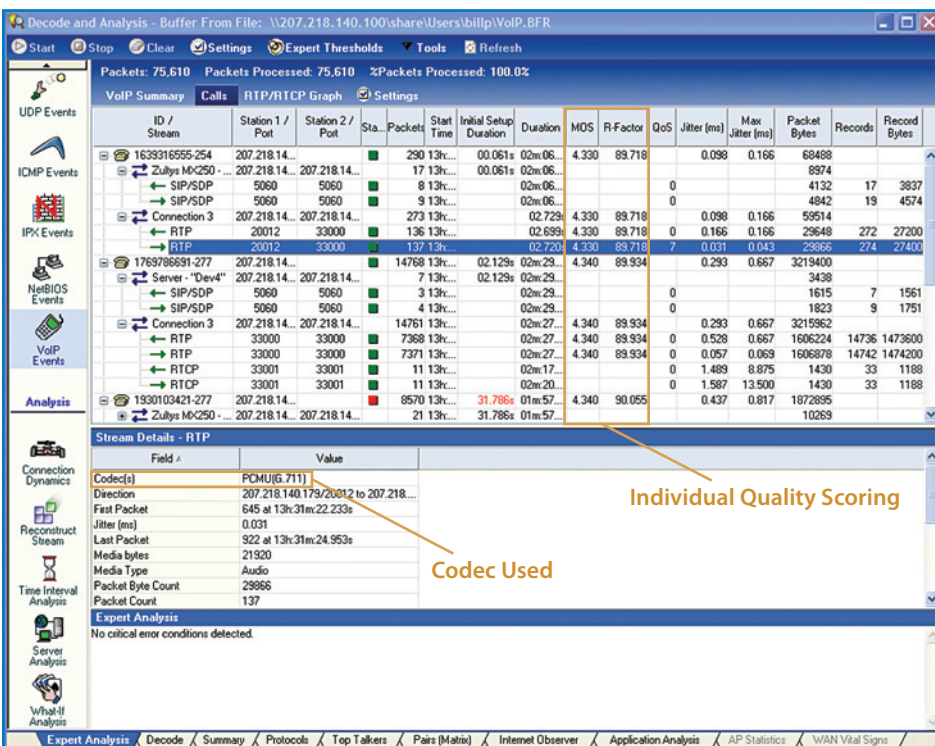 Decode and Analysis - Buffer From File: \\207.218.140.100\share\Users\billp\VoIP.BFR
Start Stop Clear Settings Expert Thresholds Tools Refresh
Packets: 75,610 Packets Processed: 75,610 %Packets Processed: 100.0%
VoIP Summary Calls RTP/RTCP Graph Settings
ID / Stream Station 1 / Port Station 2 / Port Sta... Packets Start Time Initial Setup Duration Duration MOS R-Factor QoS Jitter (ms) Max Jitter (ms) Packet Bytes Records Record Bytes
1639316555-254 207.218.14... 290 13h:... 00.061s 02m:06... 4.330 89.718 0.098 0.166 68488
Zultys MX250 - ... 207.218.14... 207.218.14... 17 13h:... 00.061s 02m:06... 8974
SIP/SDP 5060 5060 8 13h:... 02m:06... 0 4132 17 3837
SIP/SDP 5060 5060 9 13h:... 02m:06... 0 4842 19 4574
Connection 3 207.218.14... 207.218.14... 273 13h:... 02.729s 4.330 89.718 0.098 0.166 59514
RTP 20012 33000 136 13h:... 02.699s 4.330 89.718 0 0.166 0.166 29648 272 27200
RTP 20012 33000 137 13h:... 02.720s 4.330 89.718 7 0.031 0.043 29866 274 27400
1769786691-277 207.218.14... 14768 13h:... 02.129s 02m:29... 4.340 89.934 0.293 0.667 3219400
Server - "Dev4" 207.218.14... 207.218.14... 7 13h:... 02.129s 02m:29... 3438
SIP/SDP 5060 5060 3 13h:... 02m:29... 0 1615 7 1561
SIP/SDP 5060 5060 4 13h:... 02m:29... 0 1823 9 1751
Connection 3 207.218.14... 207.218.14... 14761 13h:... 02m:27... 4.340 89.934 0.293 0.667 3215962
RTP 33000 33000 7368 13h:... 02m:27... 4.340 89.934 0 0.528 0.667 1606224 14736 1473600
RTP 33000 33000 7371 13h:... 02m:27... 4.340 89.934 0 0.057 0.069 1606878 14742 1474200
RTCP 33001 33001 11 13h:... 02m:17... 0 1.489 8.875 1430 33 1188
RTCP 33001 33001 11 13h:... 02m:20... 0 1.587 13.500 1430 33 1188
1930103421-277 207.218.14... 8570 13h:... 31.786s 01m:57... 4.340 90.055 0.437 0.817 1872895
Zultys MX250 - ... 207.218.14... 207.218.14... 21 13h:... 31.786s 01m:57... 10269
UDP Events
ICMP Events
IPX Events
NetBIOS Events
VoIP Events
Analysis
Connection Dynamics
Reconstruct Stream
Time Interval Analysis
Server Analysis
What-If Analysis
Stream Details - RTP
Field Value
Codec(s) PCMU(G.711)
Direction 207.218.140.179/20012 to 207.218....
First Packet 645 at 13h:31m:22.233s
Jitter (ms) 0.031
Last Packet 922 at 13h:31m:24.953s
Media bytes 21920
Media Type Audio
Packet Byte Count 29866
Packet Count 137
Individual Quality Scoring
Codec Used
Expert Analysis
No critical error conditions detected.
Expert Analysis Decode Summary Protocols Top Talkers Pairs (Matrix) Internet Observer Application Analysis AP Statistics WAN Vital Signs